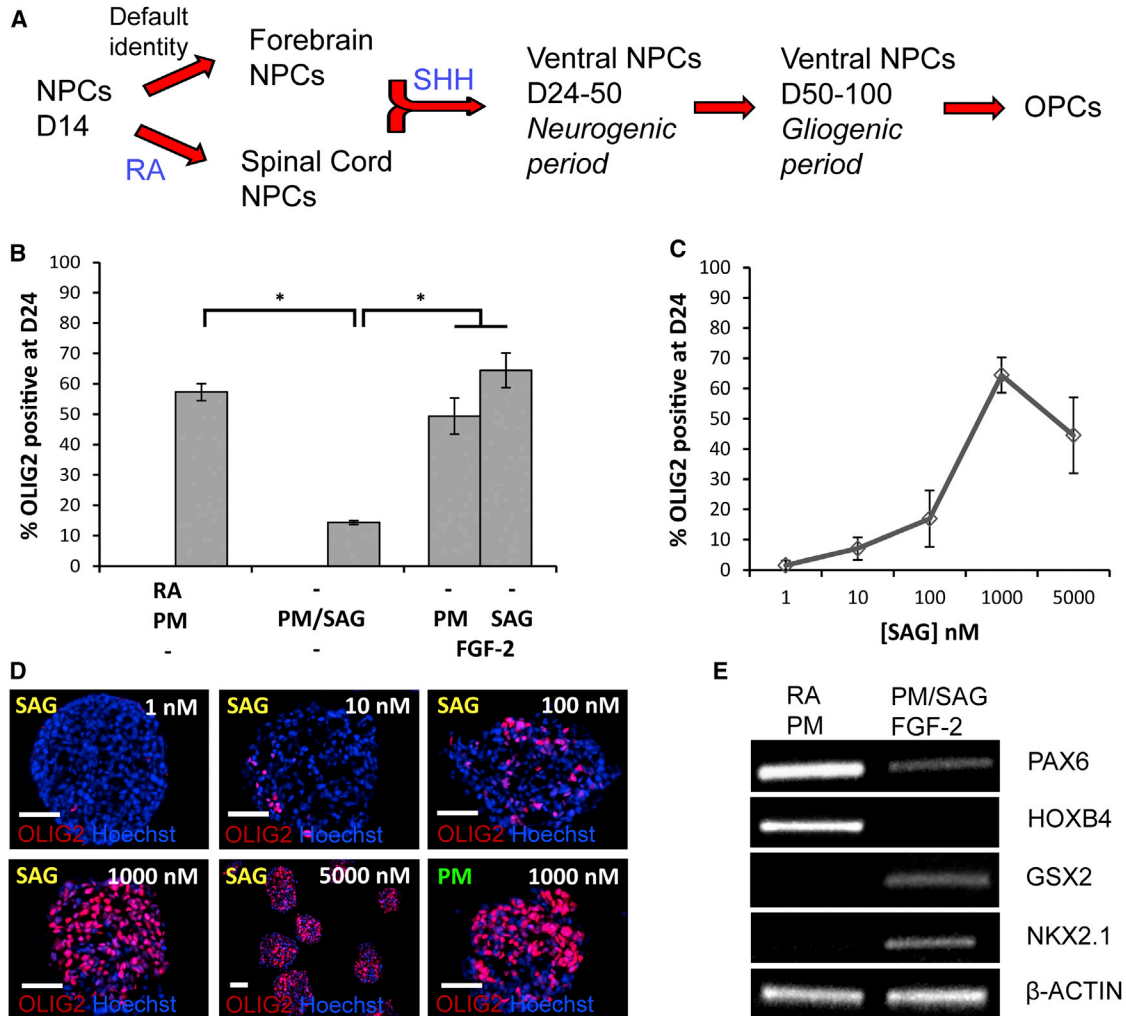 A
Default
identity
NPCs
D14
RA
Forebrain
NPCs
Spinal Cord
NPCs
SHH
Ventral NPCs
D24-50
Neurogenic
period
Ventral NPCs
D50-100
Gliogenic
period
OPCs
B
% OLIG2 positive at D24
100
90
80
70
60
50
40
30
20
10
0
*
*
RA - - -
PM PM/SAG PM SAG
- - FGF-2
C
% OLIG2 positive at D24
100
90
80
70
60
50
40
30
20
10
0
1 10 100 1000 5000
[SAG] nM
D
SAG 1 nM
OLIG2 Hoechst
SAG 10 nM
OLIG2 Hoechst
SAG 100 nM
OLIG2 Hoechst
SAG 1000 nM
OLIG2 Hoechst
SAG 5000 nM
OLIG2 Hoechst
PM 1000 nM
OLIG2 Hoechst
E
RA PM/SAG
PM FGF-2
PAX6
HOXB4
GSX2
NKX2.1
β-ACTIN